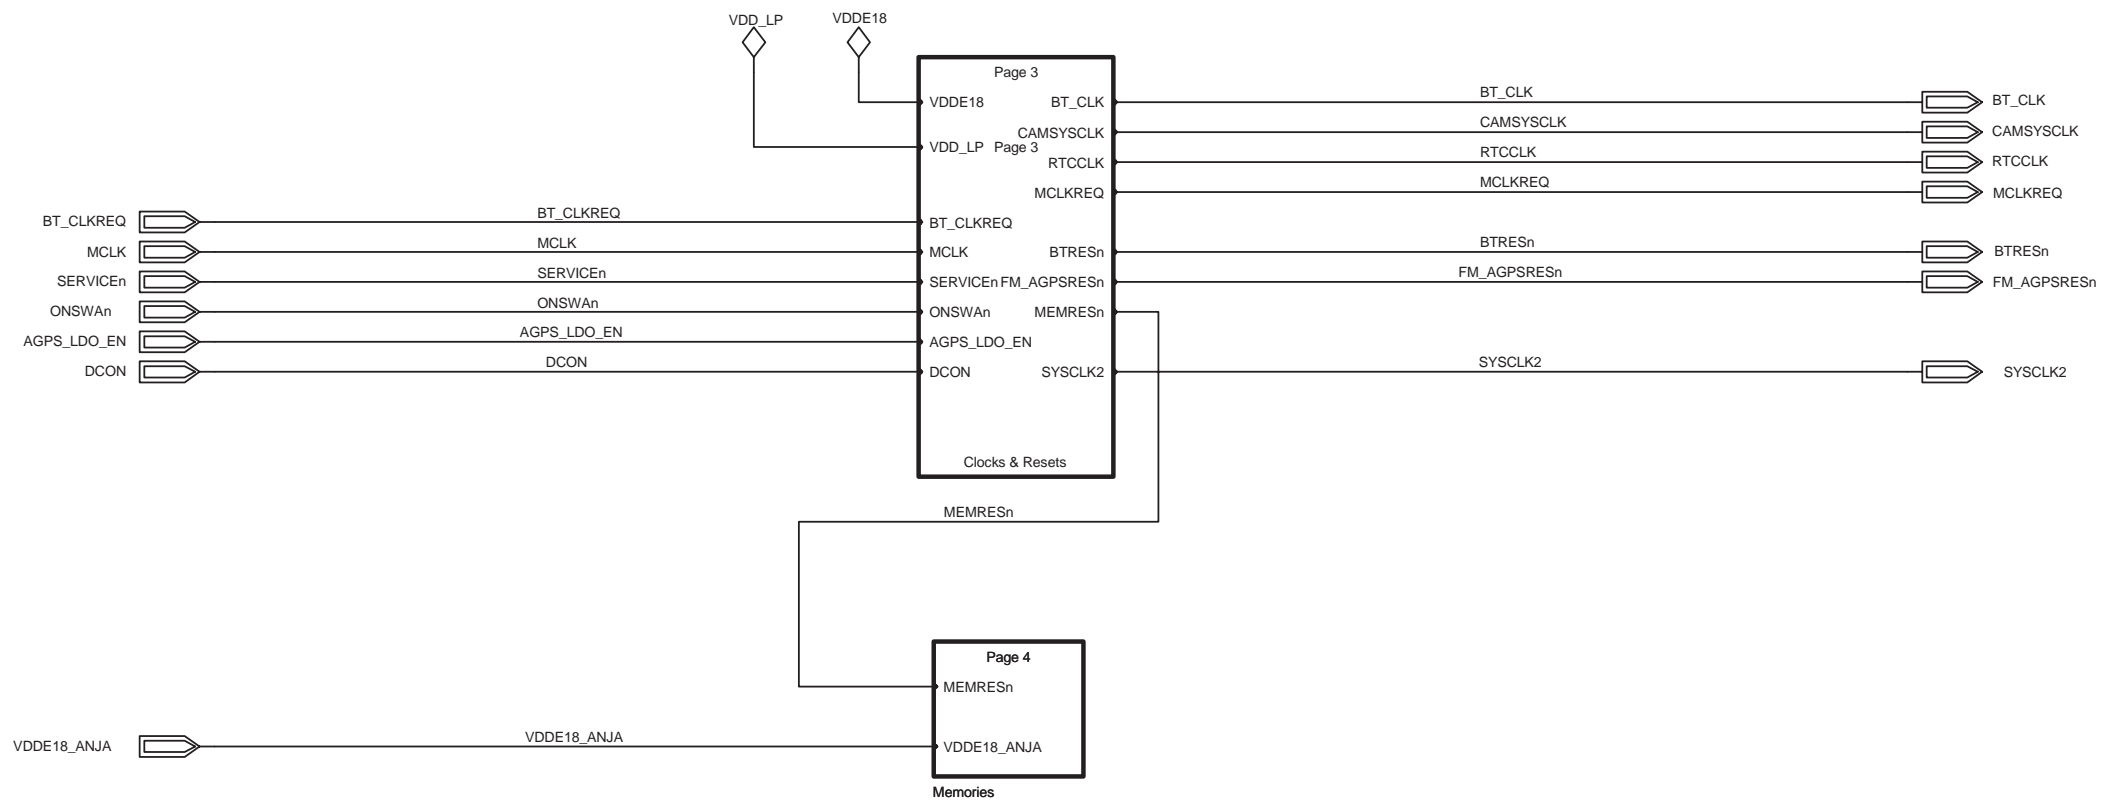 VDD_LP VDDE18
Page 3
VDDE18 BT_CLK BT_CLK BT_CLK
CAMSYSCLK CAMSYSCLK CAMSYSCLK
VDD_LP Page 3
RTCCLK RTCCLK RTCCLK
MCLKREQ MCLKREQ MCLKREQ
BT_CLKREQ BT_CLKREQ BT_CLKREQ
MCLK MCLK MCLK BTRESn BTRESn BTRESn
SERVICEn SERVICEn SERVICEn FM_AGPSRESn FM_AGPSRESn FM_AGPSRESn
ONSWAn ONSWAn ONSWAn MEMRESn
AGPS_LDO_EN AGPS_LDO_EN AGPS_LDO_EN
DCON DCON DCON SYSCLK2 SYSCLK2 SYSCLK2
Clocks & Resets
MEMRESn
Page 4
MEMRESn
VDDE18_ANJA VDDE18_ANJA VDDE18_ANJA
Memories